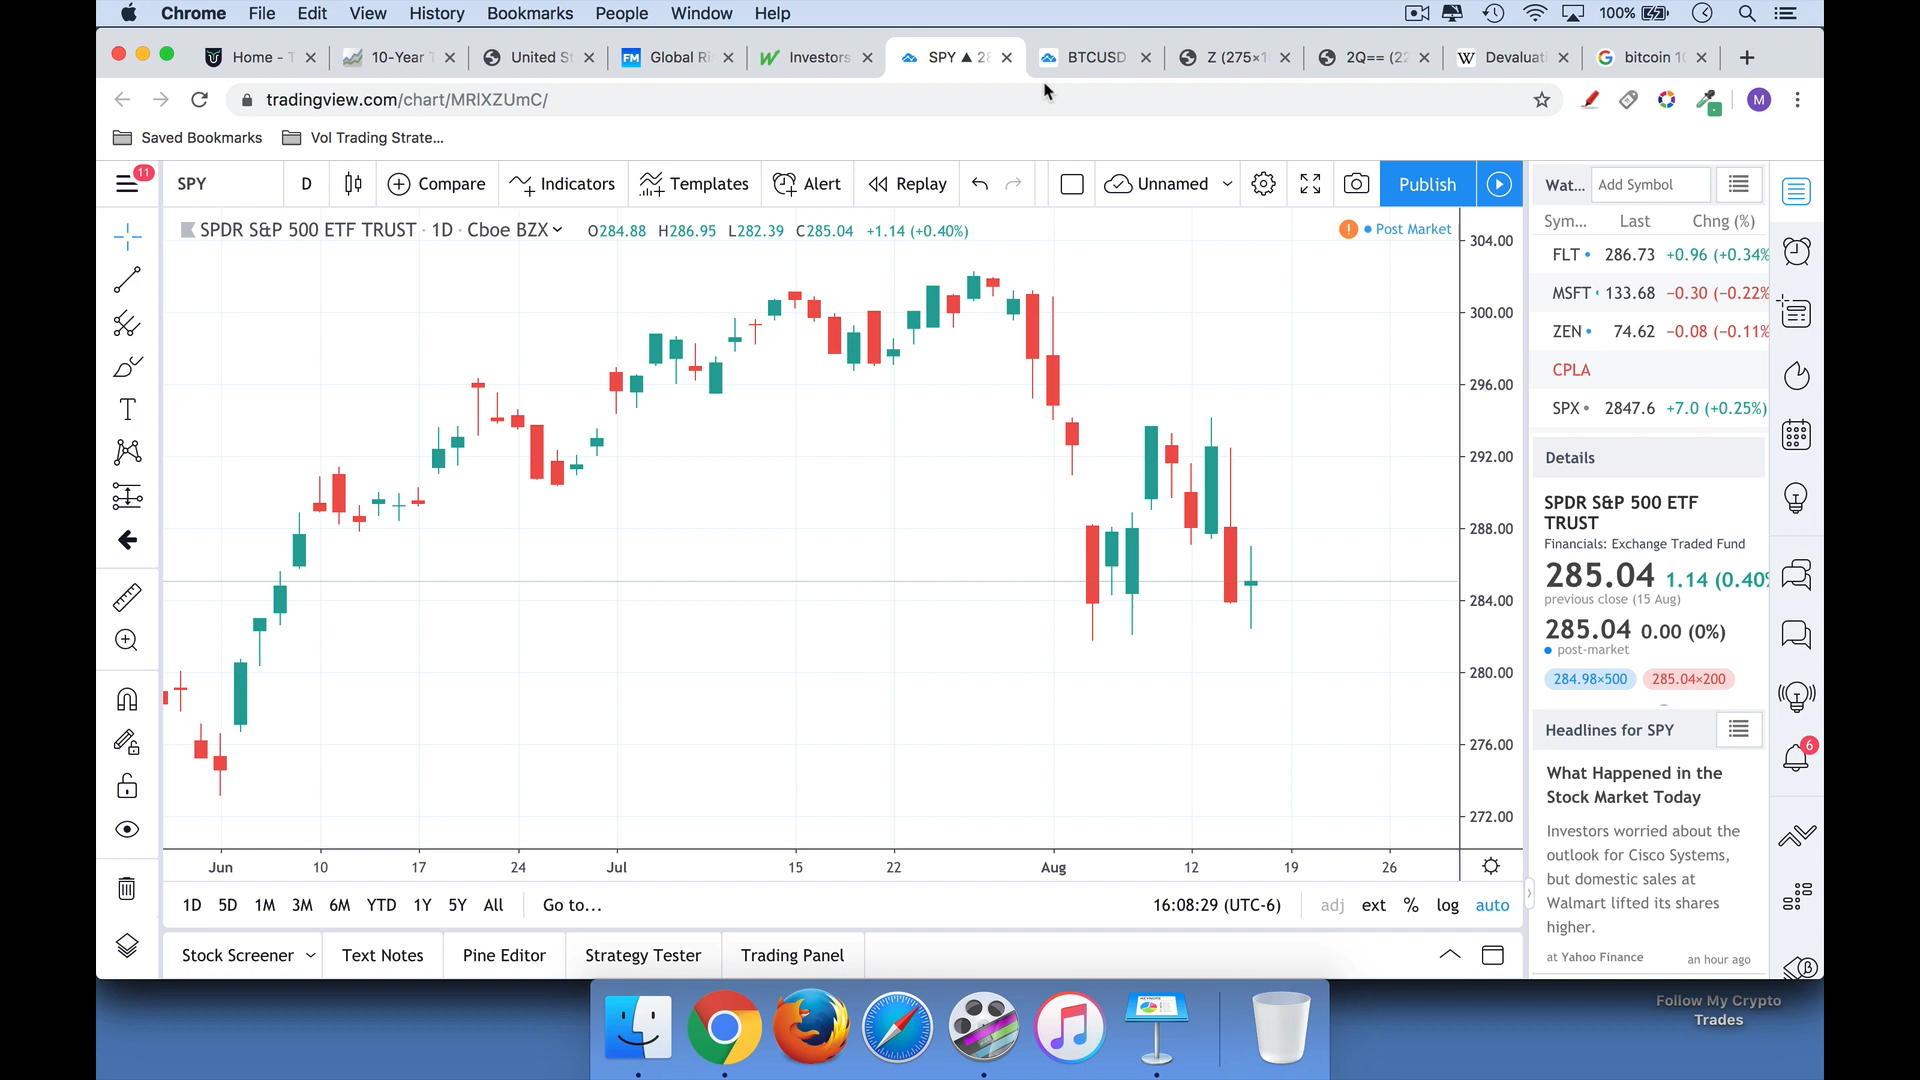 Chrome File Edit View History Bookmarks People Window Help 100%
Home - T 10-Year T United St Global Ri Investors SPY ▲ 28 BTCUSD Z (275×1 2Q== (22 Devaluati bitcoin 10
tradingview.com/chart/MRlXZUmC/ M
Saved Bookmarks Vol Trading Strate...
11 SPY D Compare Indicators Templates Alert Replay Unnamed Publish Wat... Add Symbol
SPDR S&P 500 ETF TRUST · 1D · Cboe BZX O284.88 H286.95 L282.39 C285.04 +1.14 (+0.40%) Post Market
Sym... Last Chng (%)
FLT 286.73 +0.96 (+0.34%
MSFT 133.68 −0.30 (−0.22%
ZEN 74.62 −0.08 (−0.11%
CPLA
SPX 2847.6 +7.0 (+0.25%)
304.00
300.00
296.00
292.00
288.00
284.00
280.00
276.00
272.00
Details
SPDR S&P 500 ETF
TRUST
Financials: Exchange Traded Fund
285.04 1.14 (0.40%
previous close (15 Aug)
285.04 0.00 (0%)
post-market
284.98×500 285.04×200
Headlines for SPY
6
What Happened in the
Stock Market Today
Investors worried about the
outlook for Cisco Systems,
but domestic sales at
Walmart lifted its shares
higher.
at Yahoo Finance an hour ago
Jun 10 17 24 Jul 15 22 Aug 12 19 26
1D 5D 1M 3M 6M YTD 1Y 5Y All Go to... 16:08:29 (UTC-6) adj ext % log auto
Stock Screener Text Notes Pine Editor Strategy Tester Trading Panel
Follow My Crypto
Trades